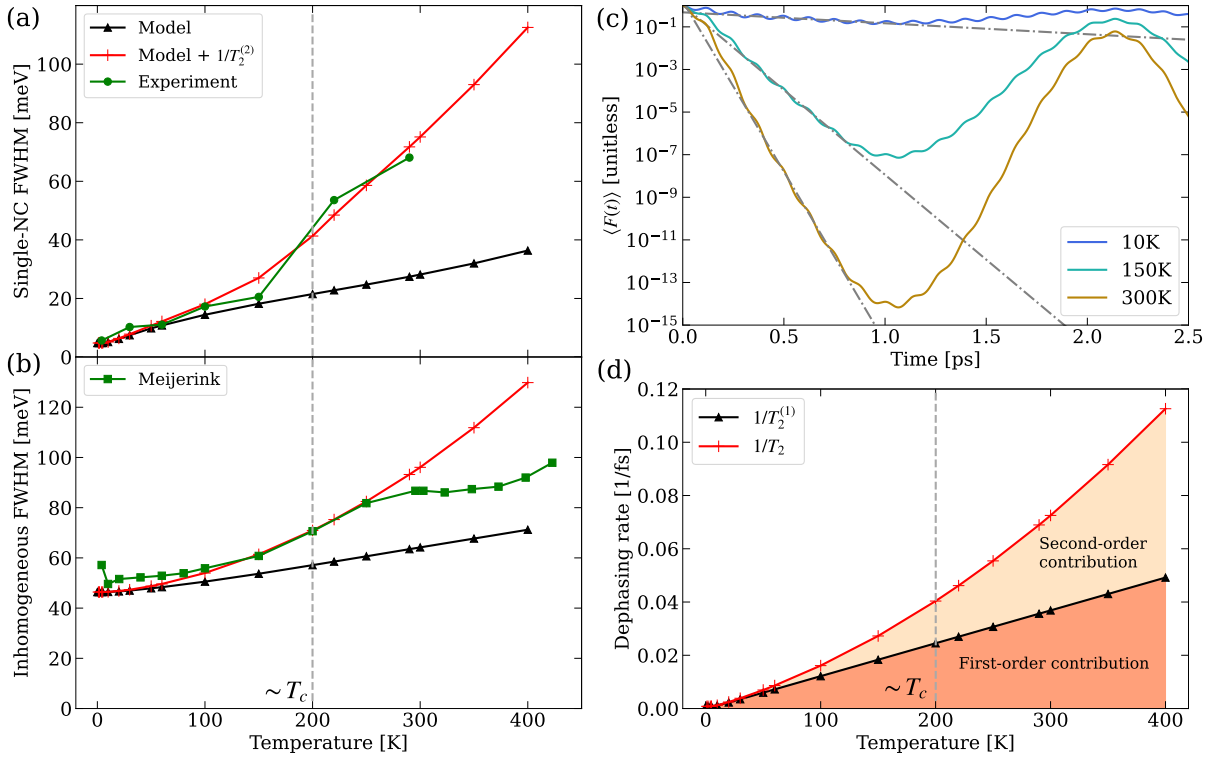 (a)
Model
Model + 1/T₂⁽²⁾
Experiment
Single-NC FWHM [meV]
100
80
60
40
20
0
(b)
Meijerink
Inhomogeneous FWHM [meV]
120
100
80
60
40
20
0
~ T_c
0
100
200
300
400
Temperature [K]
(c)
⟨F(t)⟩ [unitless]
10⁻¹
10⁻³
10⁻⁵
10⁻⁷
10⁻⁹
10⁻¹¹
10⁻¹³
10⁻¹⁵
10K
150K
300K
0.0
0.5
1.0
1.5
2.0
2.5
Time [ps]
(d)
1/T₂⁽¹⁾
1/T₂
Dephasing rate [1/fs]
0.12
0.10
0.08
0.06
0.04
0.02
0.00
Second-order
contribution
First-order contribution
~ T_c
0
100
200
300
400
Temperature [K]